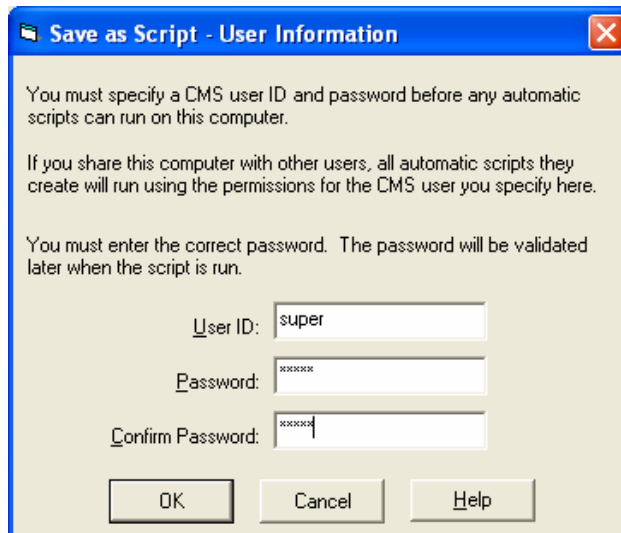 Save as Script - User Information
You must specify a CMS user ID and password before any automatic
scripts can run on this computer.
If you share this computer with other users, all automatic scripts they
create will run using the permissions for the CMS user you specify here.
You must enter the correct password.  The password will be validated
later when the script is run.
User ID: super
Password: xxxxx
Confirm Password: xxxxx
OK Cancel Help